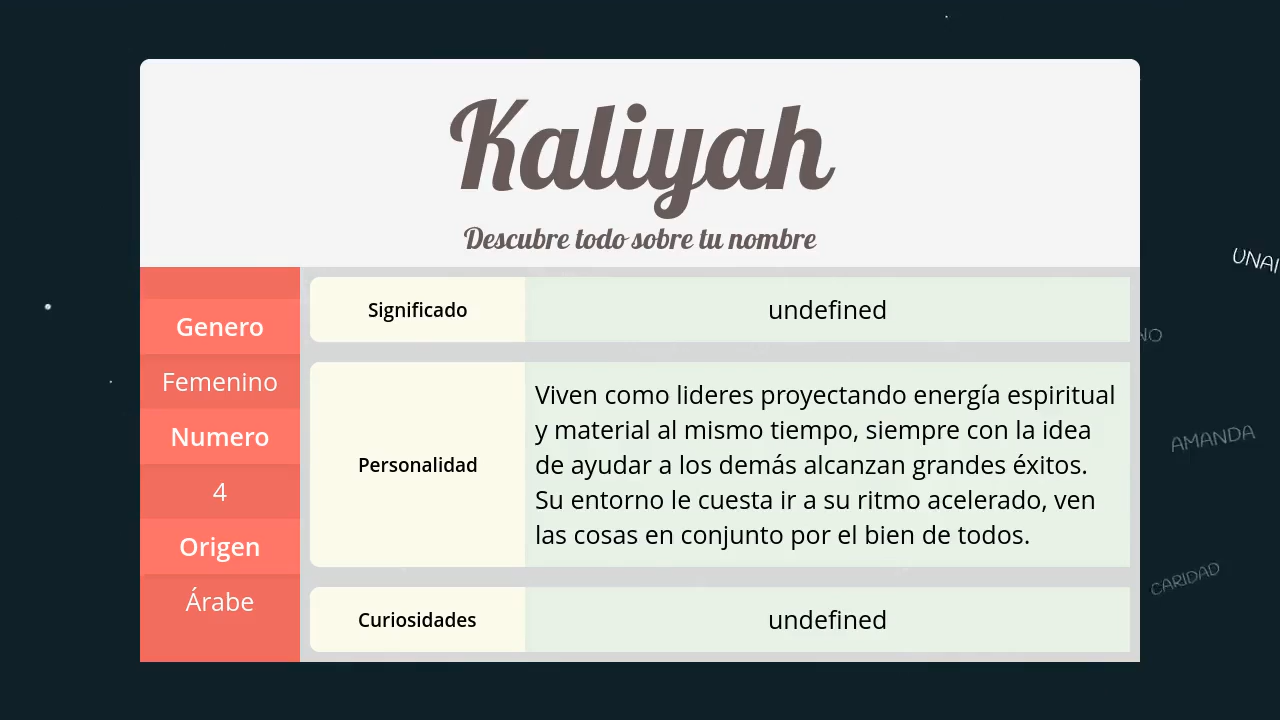 Kaliyah
Descubre todo sobre tu nombre
Genero
Femenino
Numero
4
Origen
Árabe
Significado
undefined
Personalidad
Viven como lideres proyectando energía espiritual
y material al mismo tiempo, siempre con la idea
de ayudar a los demás alcanzan grandes éxitos.
Su entorno le cuesta ir a su ritmo acelerado, ven
las cosas en conjunto por el bien de todos.
Curiosidades
undefined
UNAI
AMANDA
CARIDAD